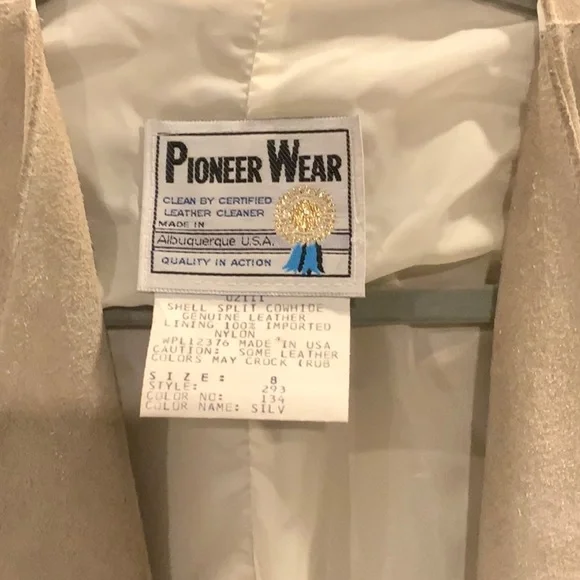 PIONEER WEAR
CLEAN BY CERTIFIED
LEATHER CLEANER
MADE IN
Albuquerque U.S.A.
QUALITY IN ACTION
02111
SHELL SPLIT COWHIDE
GENUINE LEATHER
LINING 100% IMPORTED
NYLON
WPL12376 MADE IN USA
CAUTION: SOME LEATHER
COLORS MAY CROCK (RUB
SIZE: 8
STYLE: 293
COLOR NO: 134
COLOR NAME: SILV